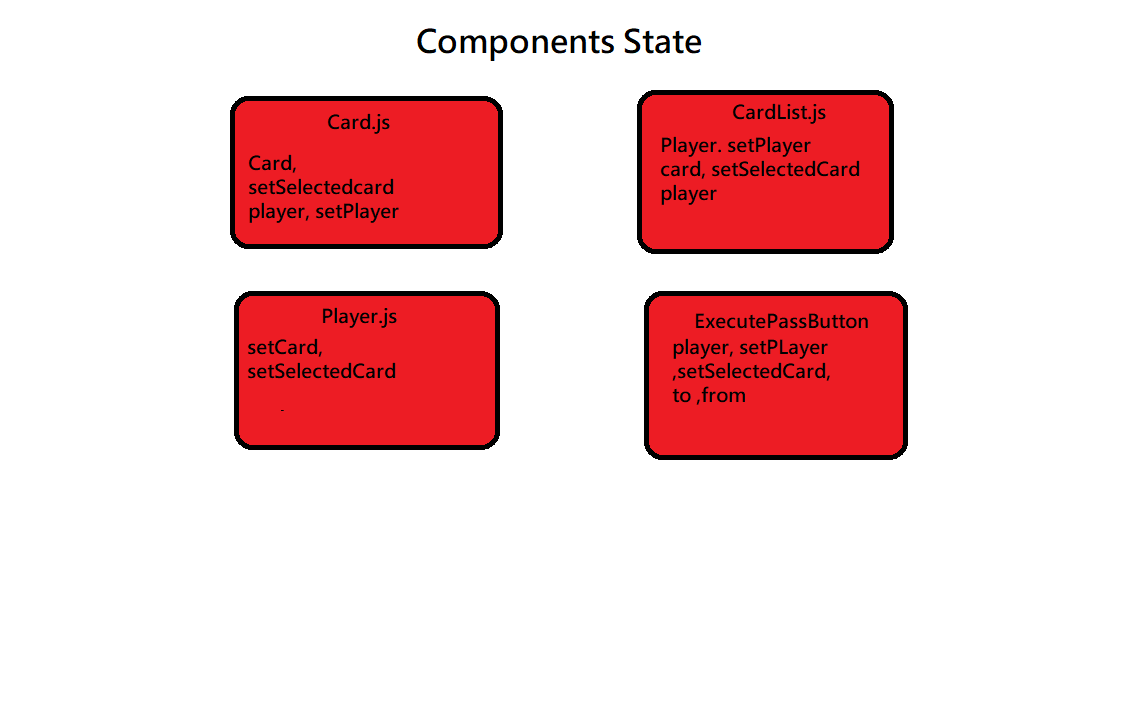 Components State
Card.js
Card,
setSelectedcard
player, setPlayer
CardList.js
Player. setPlayer
card, setSelectedCard
player
Player.js
setCard,
setSelectedCard
ExecutePassButton
player, setPLayer
,setSelectedCard,
to ,from